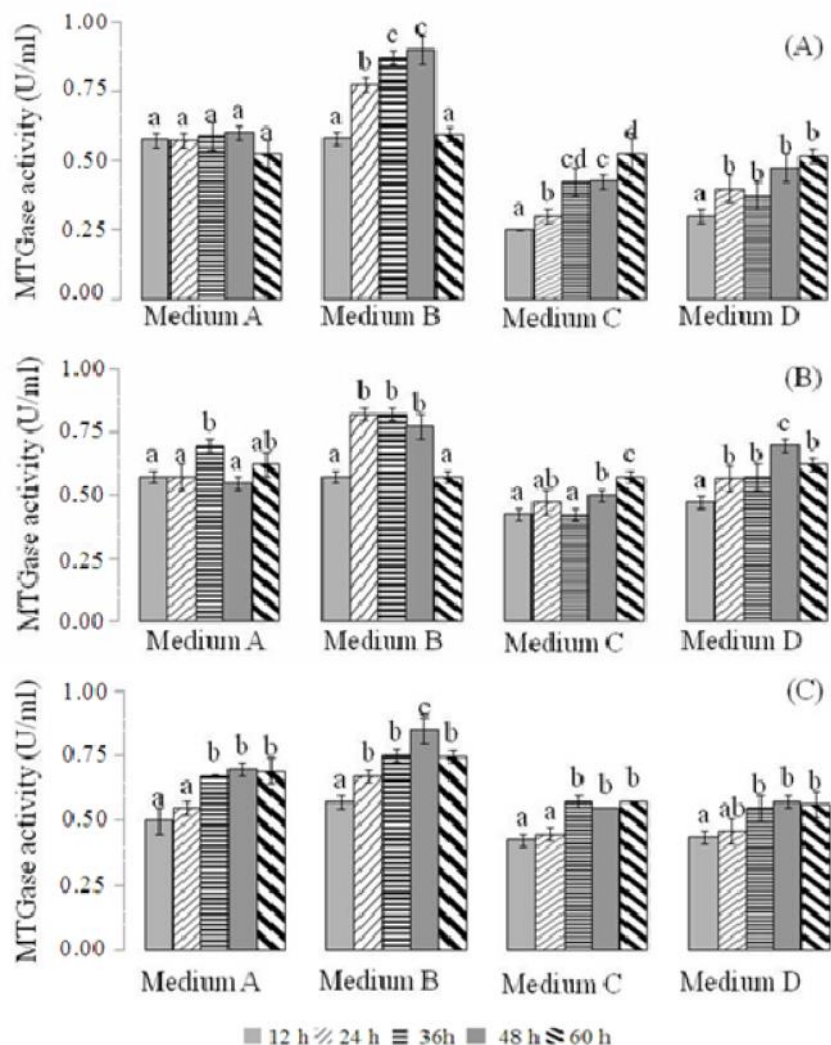 1.00
(A)
c
c
b
0.75
a a a a
a
a
a
d
b
b
0.50
cd c
b b
b
a
a
0.25
0.00
MTGase activity (U/ml)
Medium A Medium B Medium C Medium D
1.00
(B)
b b b
0.75
b
ab
c
b
a a a
a
a
c
b b
0.50
ab
b
a
a a
0.25
0.00
MTGase activity (U/ml)
Medium A Medium B Medium C Medium D
1.00
(C)
c
b b b
b b b
0.75
a
a a
b b b
b b b
0.50
a a
a ab
0.25
0.00
MTGase activity (U/ml)
Medium A Medium B Medium C Medium D
12 h 24 h 36h 48 h 60 h